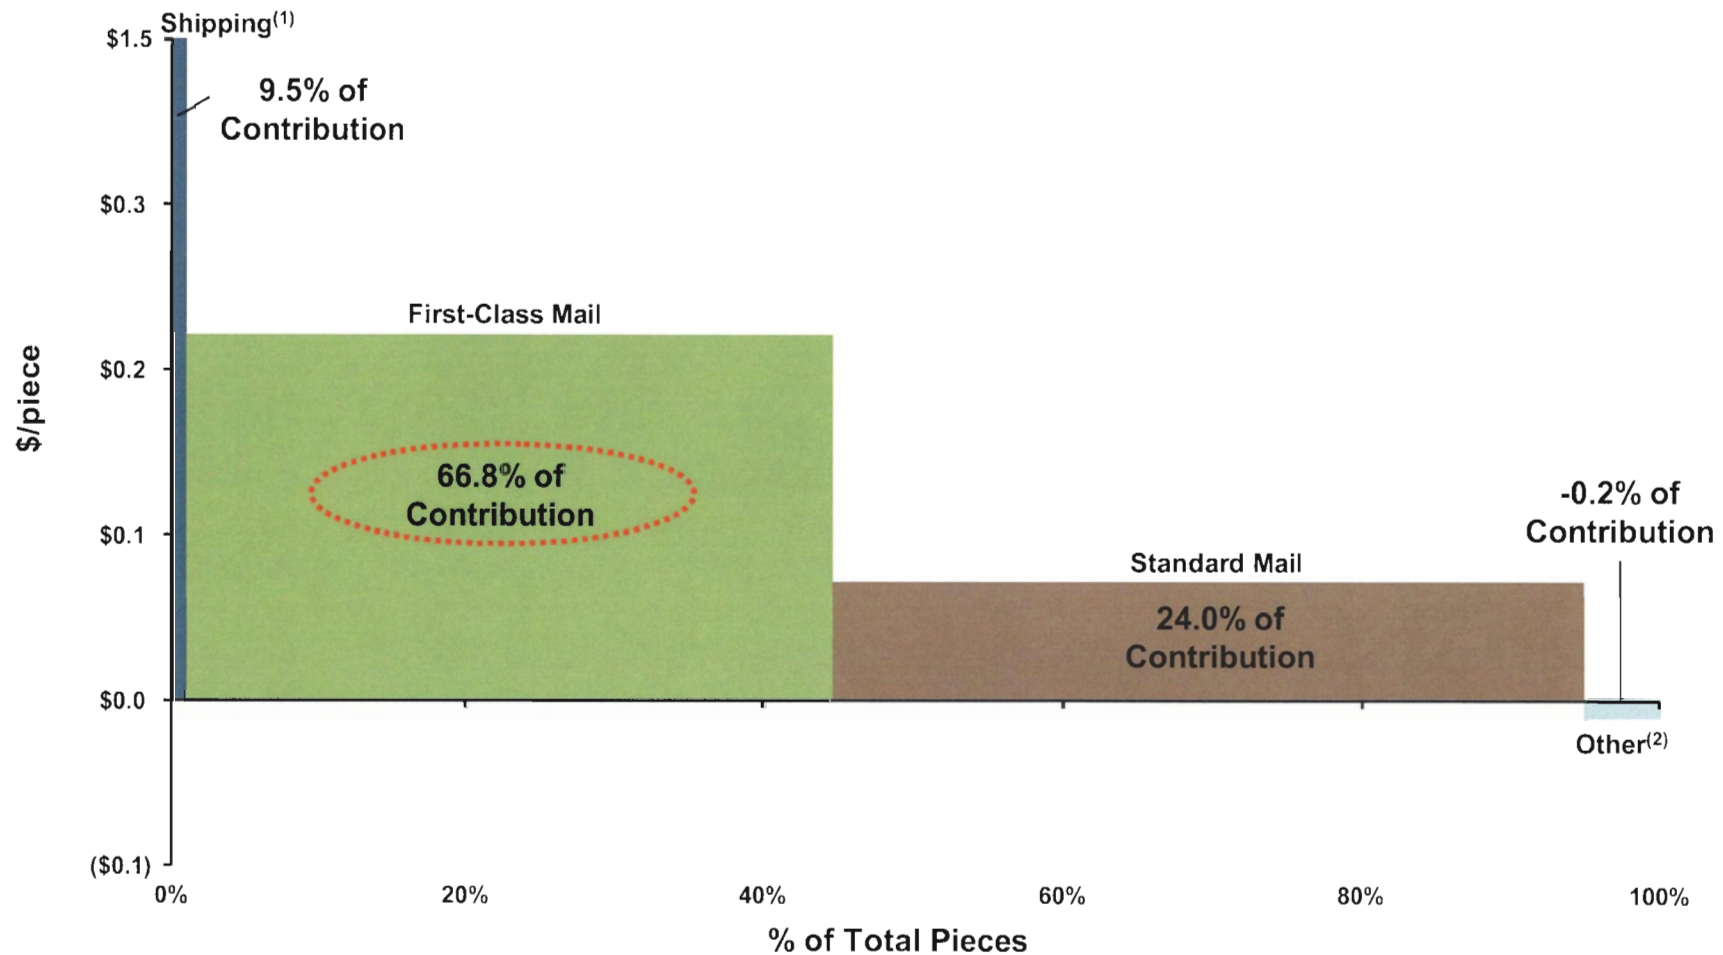 Shipping(1)
$1.5
9.5% of
Contribution
$0.3
First-Class Mail
$0.2
$/piece
66.8% of
Contribution
-0.2% of
Contribution
$0.1
Standard Mail
24.0% of
Contribution
$0.0
Other(2)
($0.1)
0% 20% 40% 60% 80% 100%
% of Total Pieces